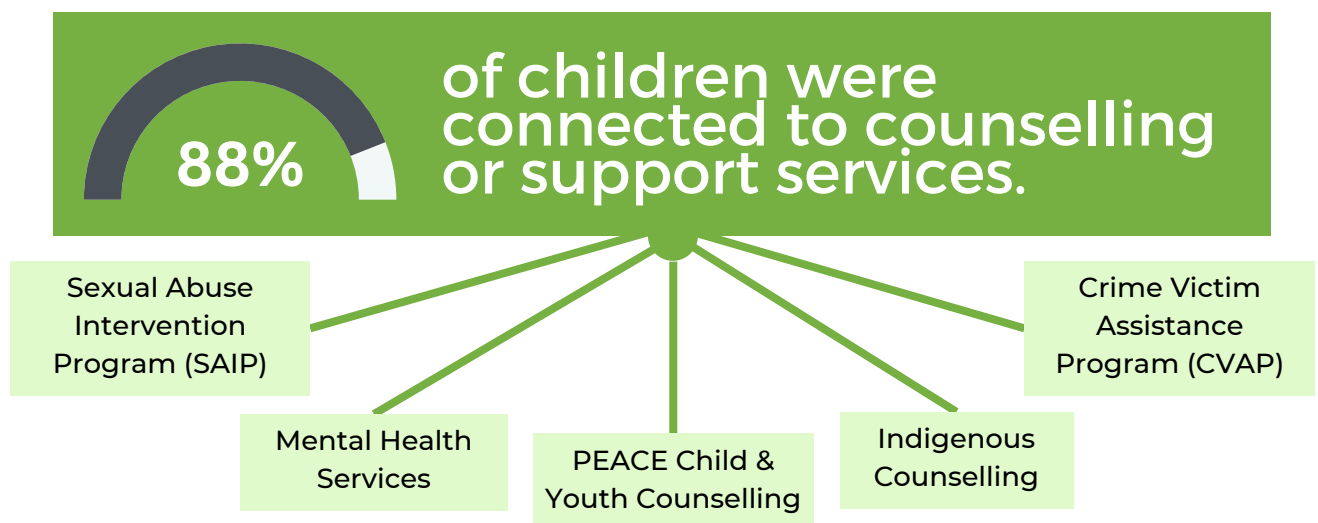 88%
of children were
connected to counselling
or support services.
Sexual Abuse
Intervention
Program (SAIP)
Mental Health
Services
PEACE Child &
Youth Counselling
Indigenous
Counselling
Crime Victim
Assistance
Program (CVAP)